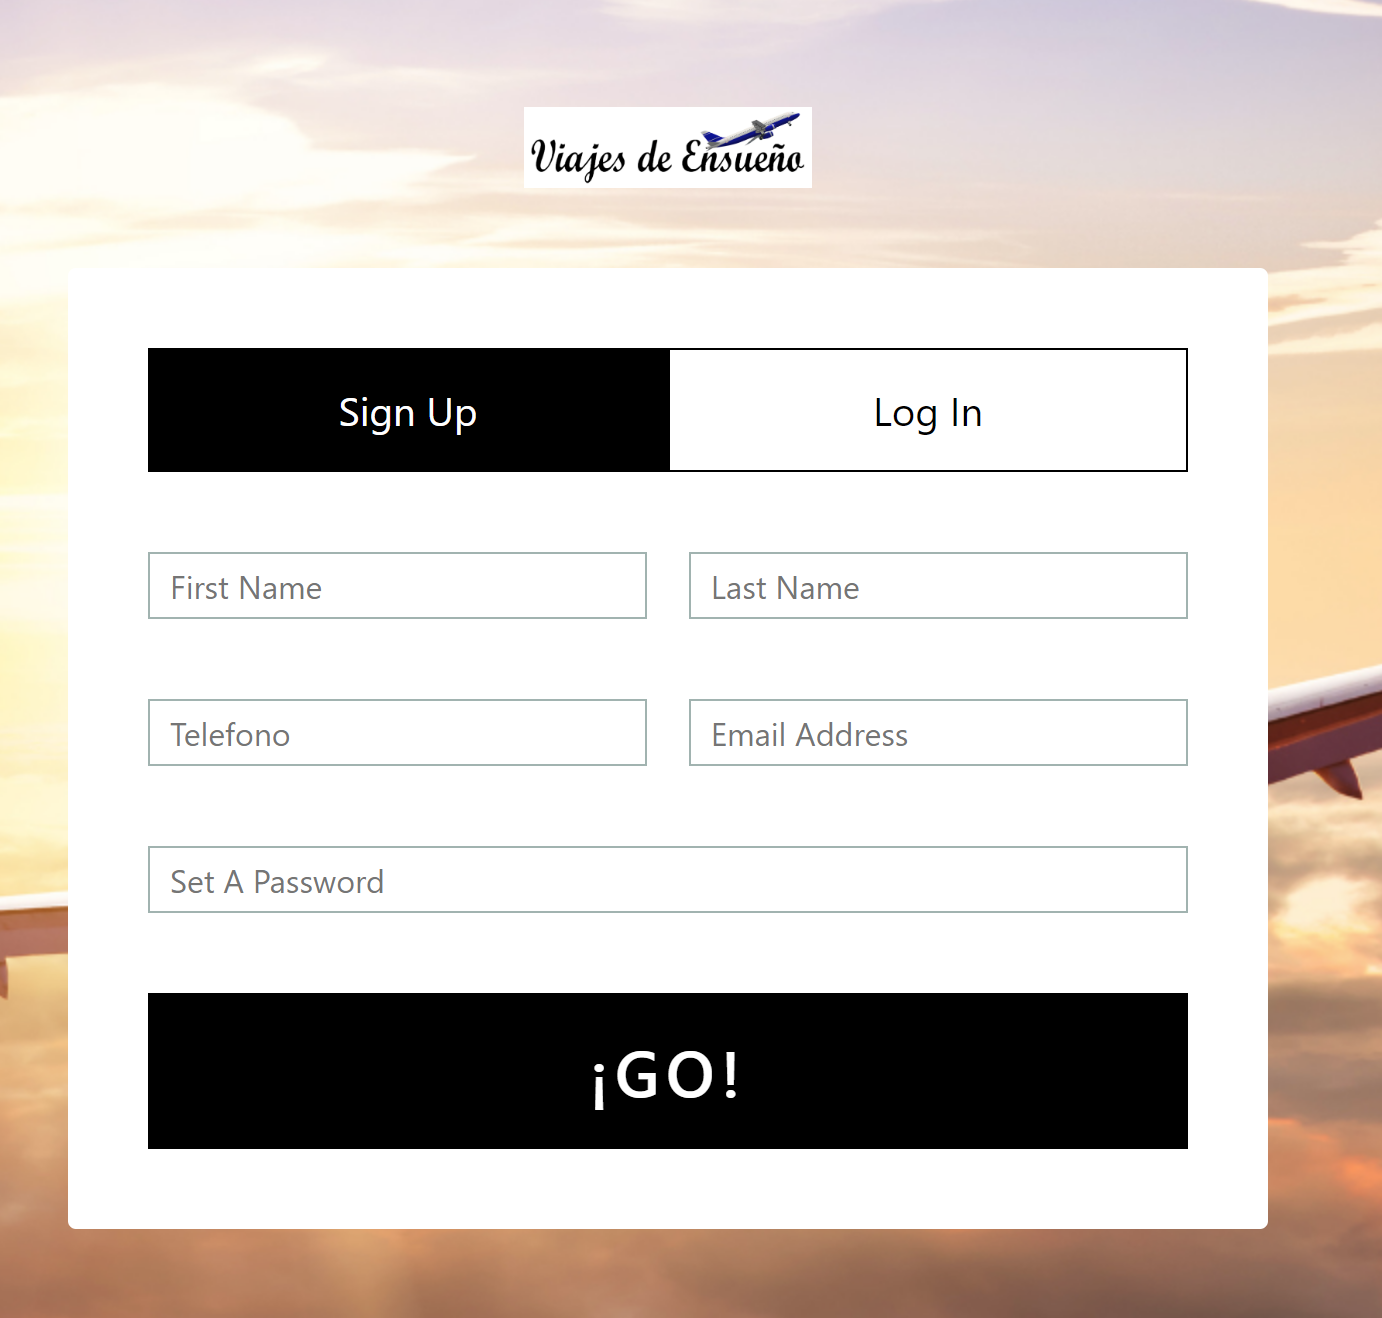 Viajes de Ensueño
Sign Up
Log In
First Name
Last Name
Telefono
Email Address
Set A Password
¡GO!